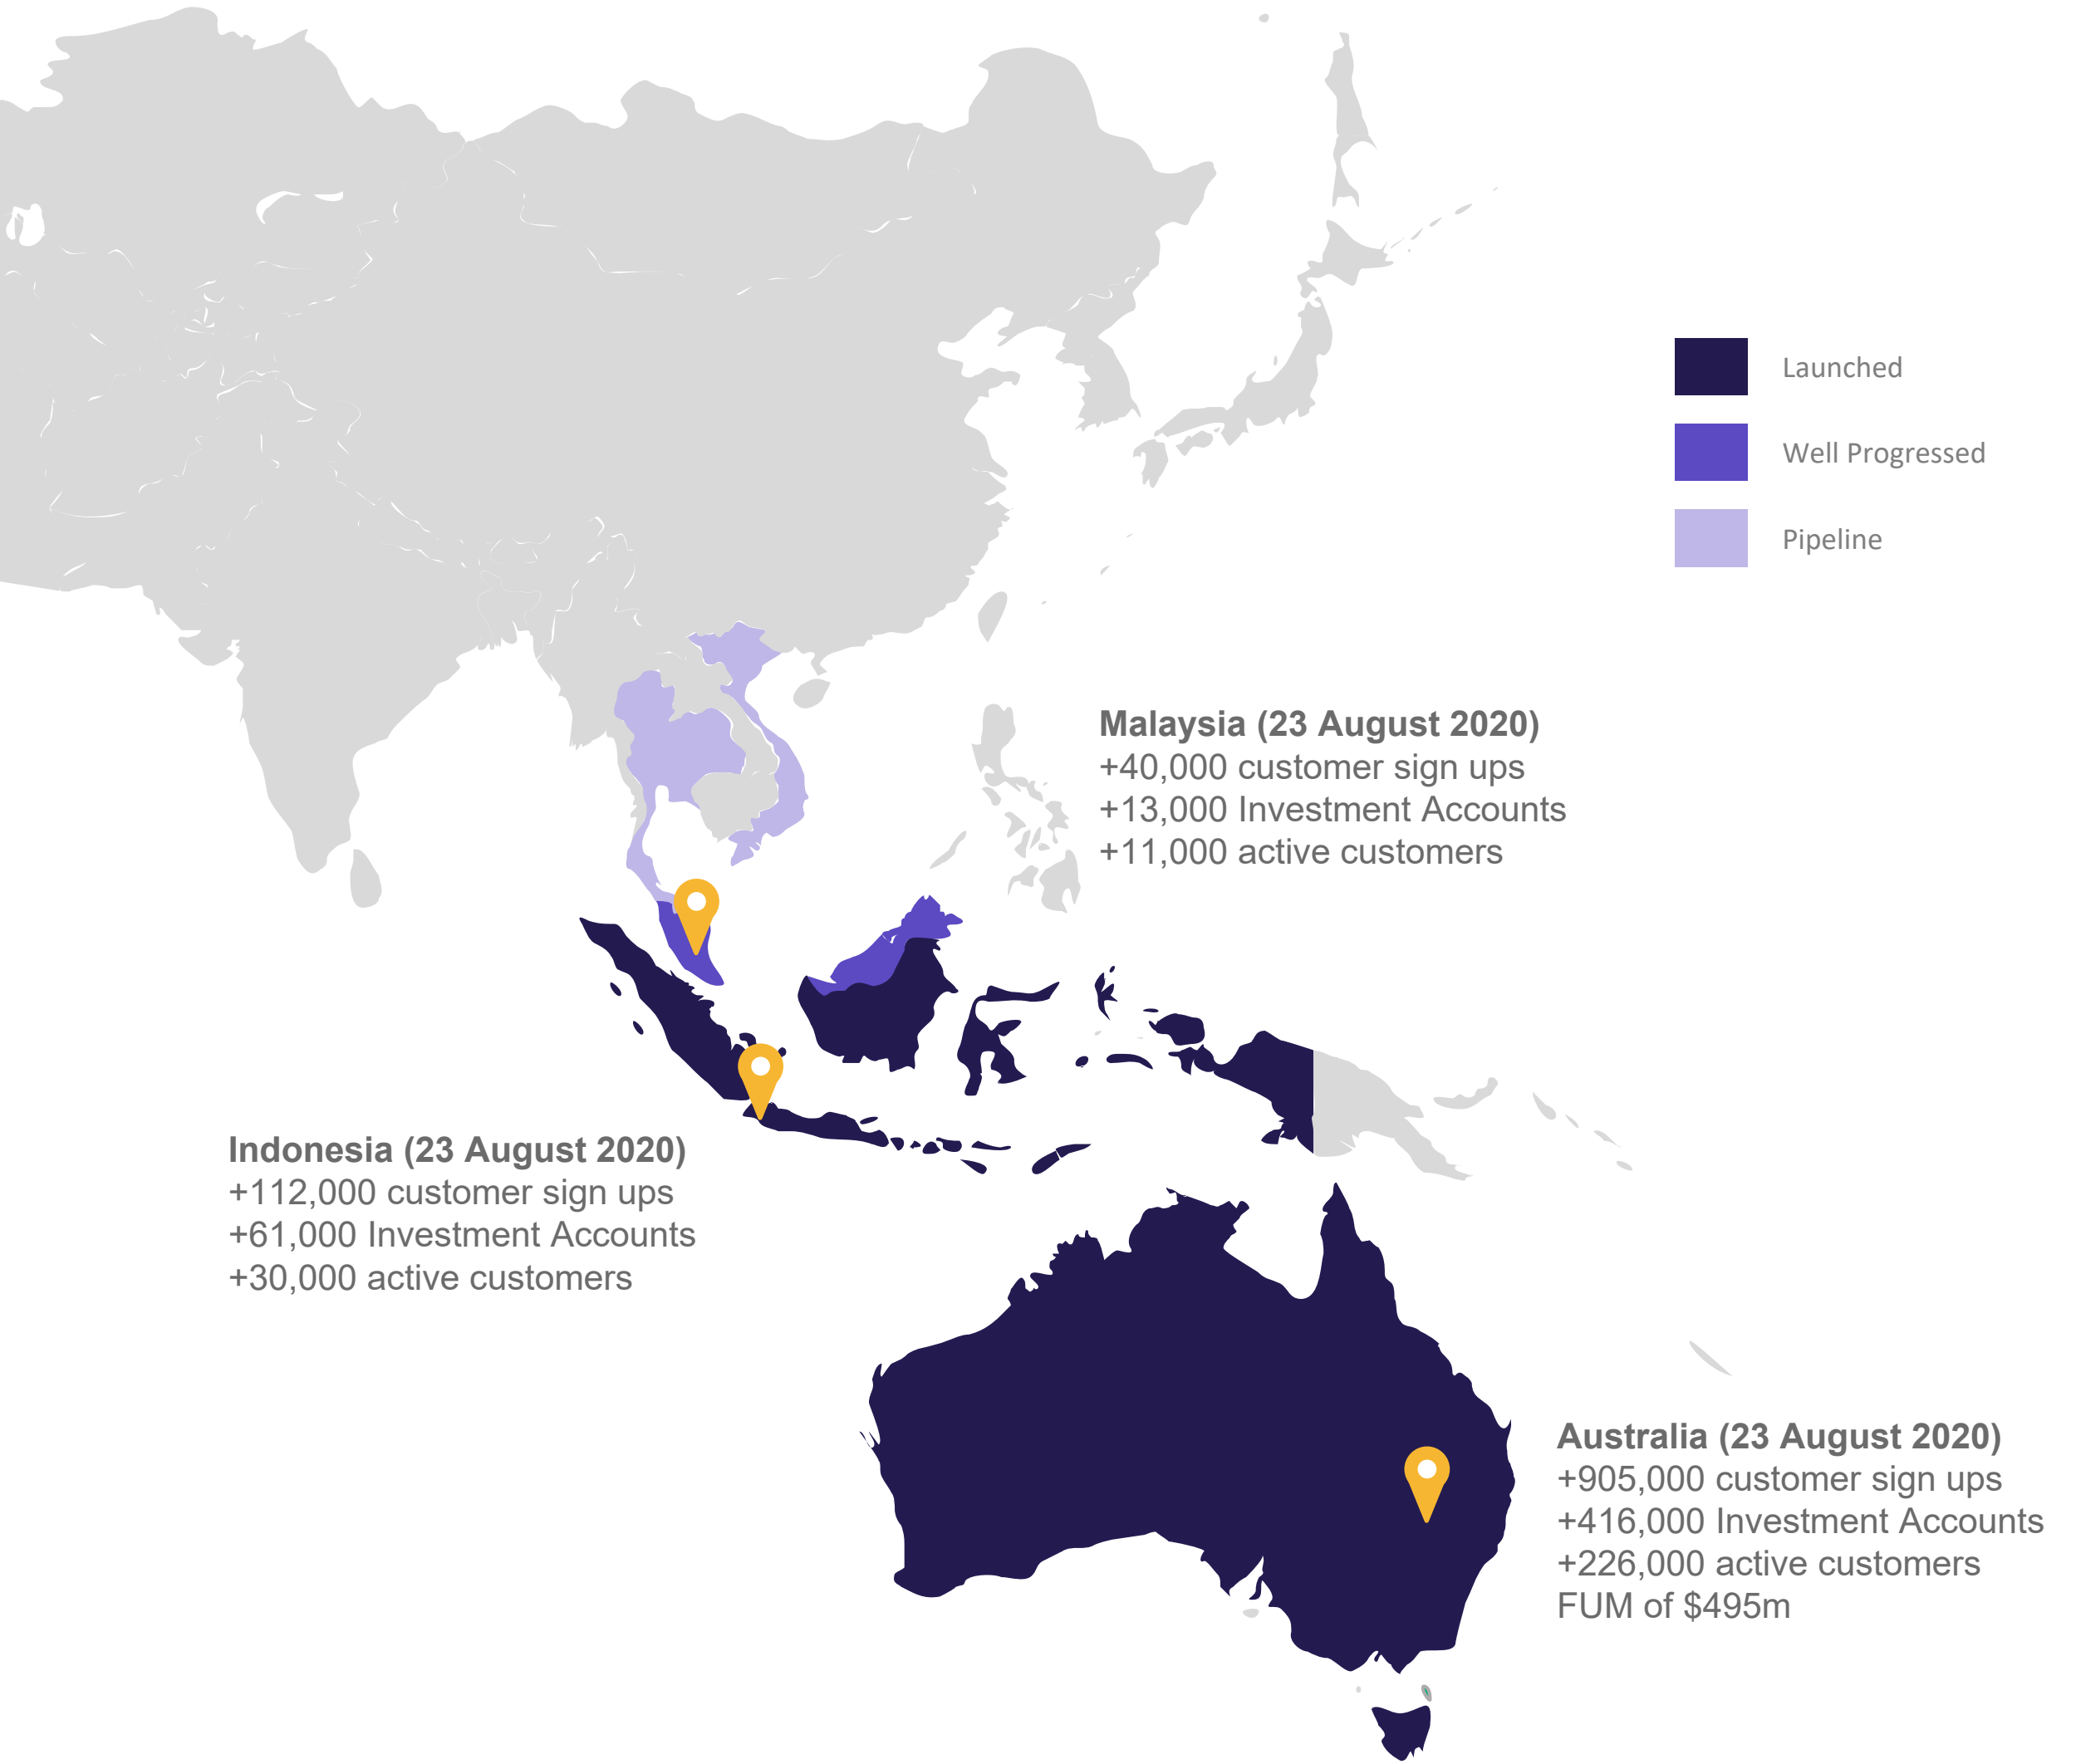 Launched
Well Progressed
Pipeline
Malaysia (23 August 2020)
+40,000 customer sign ups
+13,000 Investment Accounts
+11,000 active customers
Indonesia (23 August 2020)
+112,000 customer sign ups
+61,000 Investment Accounts
+30,000 active customers
Australia (23 August 2020)
+905,000 customer sign ups
+416,000 Investment Accounts
+226,000 active customers
FUM of $495m